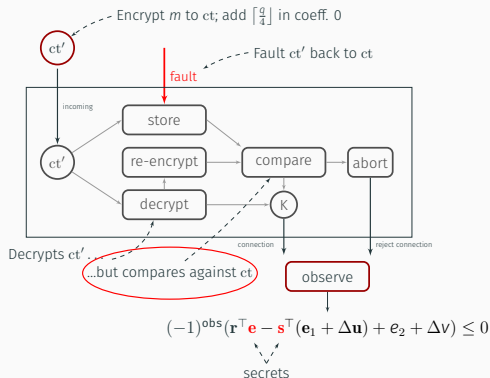 Encrypt m to ct; add ⌈q/4⌋ in coeff. 0
ct′
Fault ct′ back to ct
fault
incoming
store
ct′
re-encrypt
compare
abort
decrypt
K
Decrypts ct′ ...
connection
reject connection
...but compares against ct
observe
(−1)^obs(r^⊤e − s^⊤(e₁ + Δu) + e₂ + Δv) ≤ 0
secrets